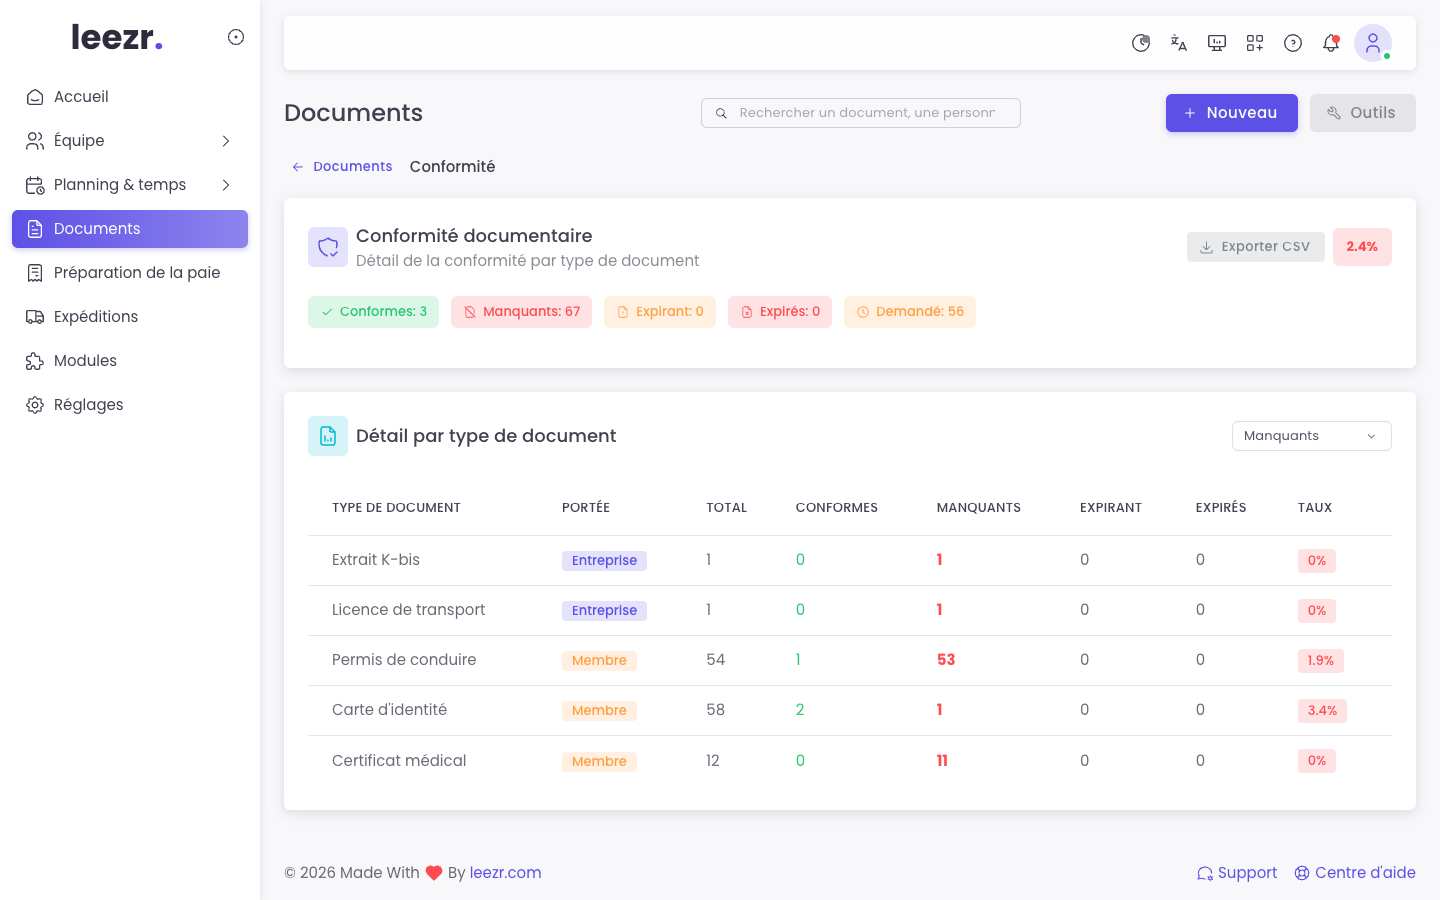 leezr.
Accueil
Équipe
Planning & temps
Documents
Préparation de la paie
Expéditions
Modules
Réglages
Documents
Rechercher un document, une personn
Nouveau
Outils
Documents
Conformité
Conformité documentaire
Détail de la conformité par type de document
Exporter CSV
2.4%
Conformes: 3
Manquants: 67
Expirant: 0
Expirés: 0
Demandé: 56
Détail par type de document
Manquants
TYPE DE DOCUMENT PORTÉE TOTAL CONFORMES MANQUANTS EXPIRANT EXPIRÉS TAUX
Extrait K-bis Entreprise 1 0 1 0 0 0%
Licence de transport Entreprise 1 0 1 0 0 0%
Permis de conduire Membre 54 1 53 0 0 1.9%
Carte d'identité Membre 58 2 1 0 0 3.4%
Certificat médical Membre 12 0 11 0 0 0%
© 2026 Made With By leezr.com
Support
Centre d'aide